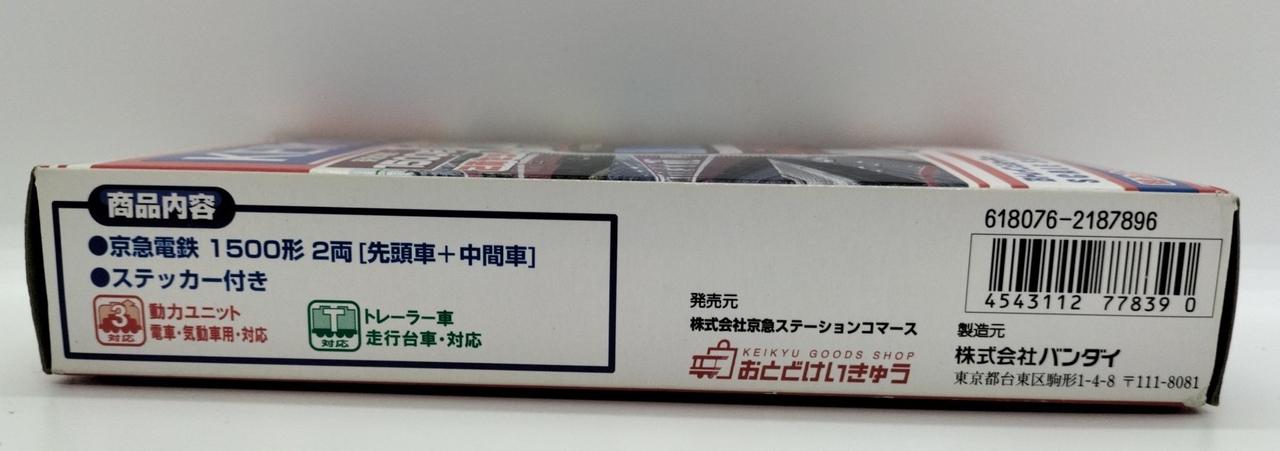 商品内容
●京急電鉄 1500形 2両[先頭車＋中間車]
●ステッカー付き
3
対応
動力ユニット
電車・気動車用・対応
T
対応
トレーラー車
走行台車・対応
発売元
株式会社京急ステーションコマース
KEIKYU GOODS SHOP
おとどけいきゅう
618076-2187896
4543112 77839 0
製造元
株式会社バンダイ
東京都台東区駒形1-4-8 〒111-8081